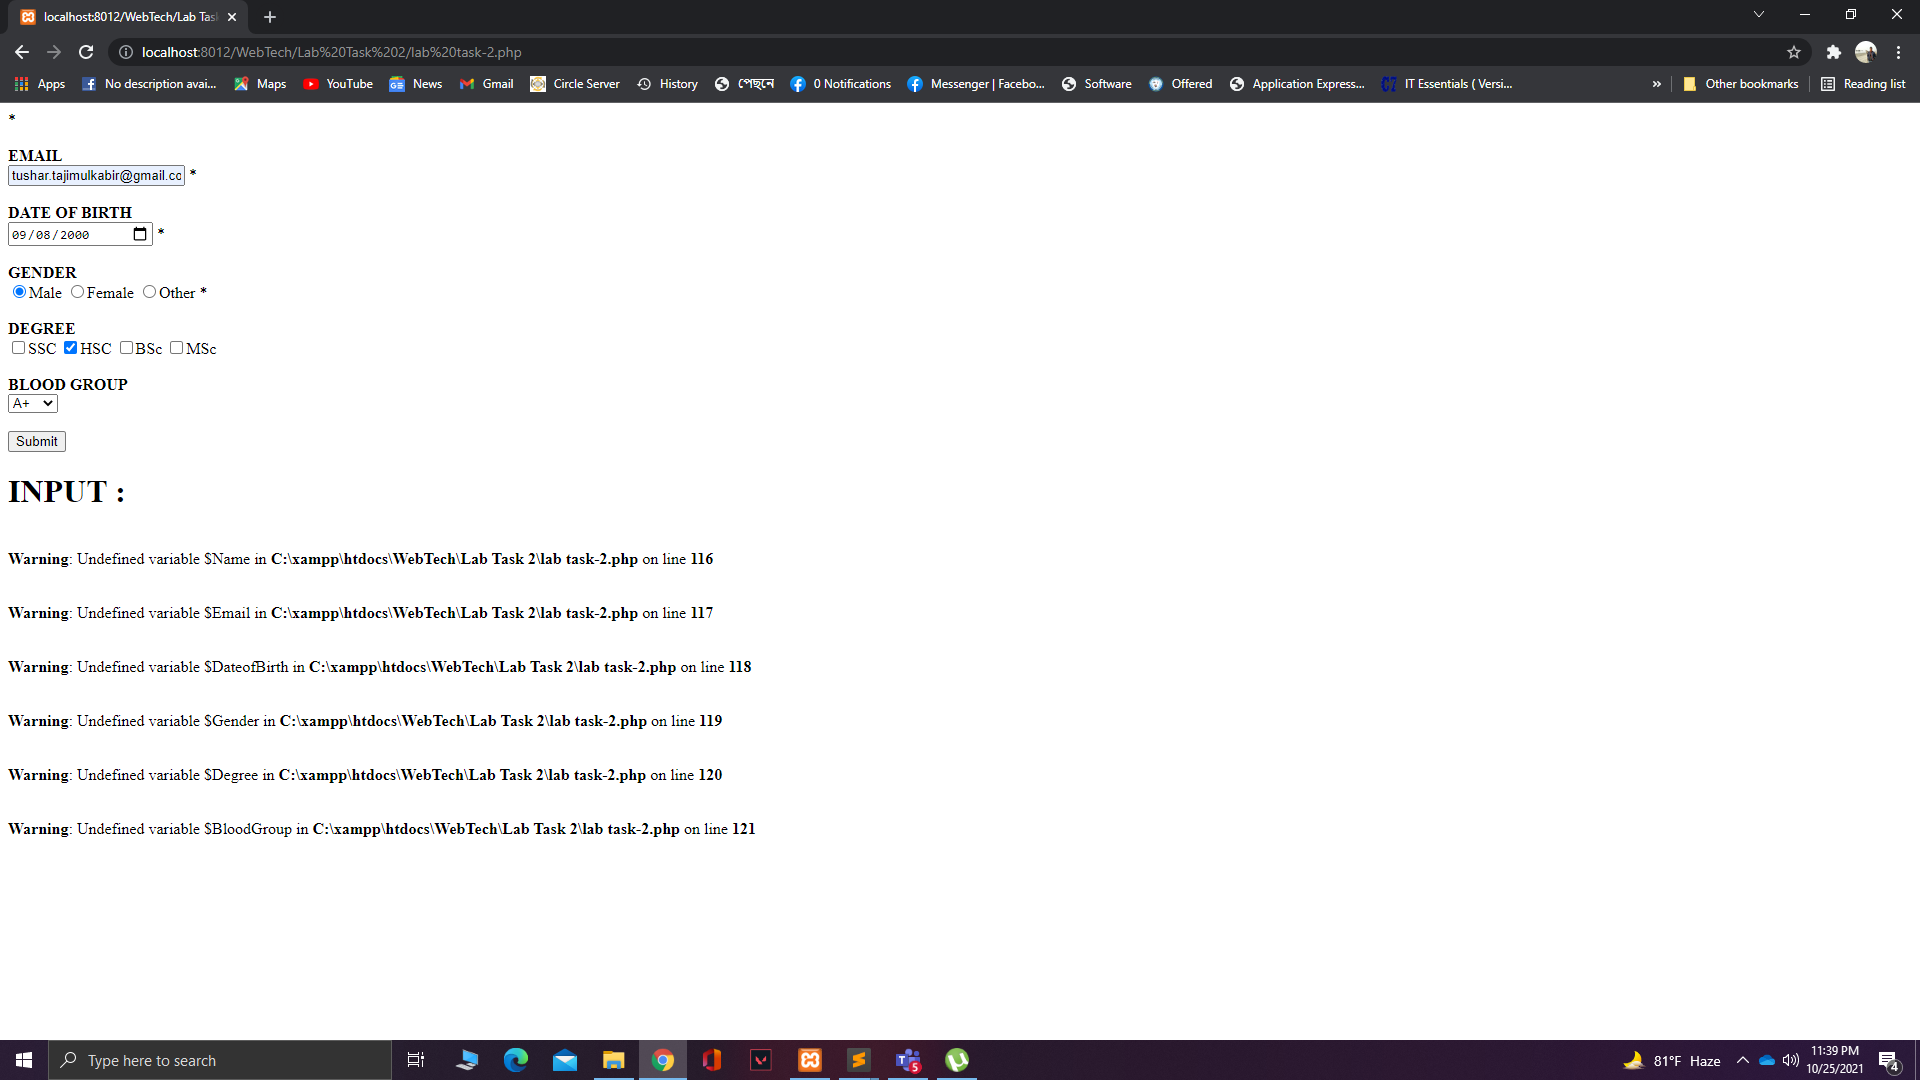 localhost:8012/WebTech/Lab Tas
localhost:8012/WebTech/Lab%20Task%202/lab%20task-2.php
Apps No description avai... Maps YouTube News Gmail Circle Server History পেছনে 0 Notifications Messenger | Facebo... Software Offered Application Express... IT Essentials ( Versi... » Other bookmarks Reading list
*
EMAIL
tushar.tajimulkabir@gmail.co *
DATE OF BIRTH
09/08/2000 *
GENDER
Male Female Other *
DEGREE
SSC HSC BSc MSc
BLOOD GROUP
A+
Submit
INPUT :
Warning: Undefined variable $Name in C:\xampp\htdocs\WebTech\Lab Task 2\lab task-2.php on line 116
Warning: Undefined variable $Email in C:\xampp\htdocs\WebTech\Lab Task 2\lab task-2.php on line 117
Warning: Undefined variable $DateofBirth in C:\xampp\htdocs\WebTech\Lab Task 2\lab task-2.php on line 118
Warning: Undefined variable $Gender in C:\xampp\htdocs\WebTech\Lab Task 2\lab task-2.php on line 119
Warning: Undefined variable $Degree in C:\xampp\htdocs\WebTech\Lab Task 2\lab task-2.php on line 120
Warning: Undefined variable $BloodGroup in C:\xampp\htdocs\WebTech\Lab Task 2\lab task-2.php on line 121
Type here to search
5
81°F Haze
11:39 PM
10/25/2021
4